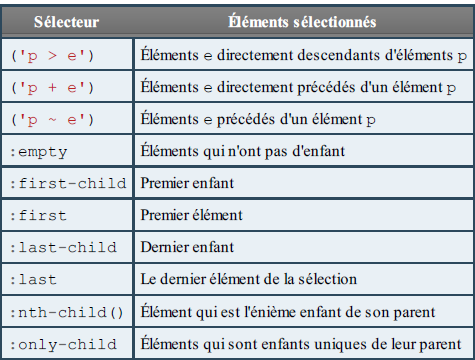 Sélecteur Éléments sélectionnés
('p > e') Éléments e directement descendants d'éléments p
('p + e') Éléments e directement précédés d'un élément p
('p ~ e') Éléments e précédés d'un élément p
:empty Éléments qui n'ont pas d'enfant
:first-child Premier enfant
:first Premier élément
:last-child Dernier enfant
:last Le dernier élément de la sélection
:nth-child() Élément qui est l'énième enfant de son parent
:only-child Éléments qui sont enfants uniques de leur parent